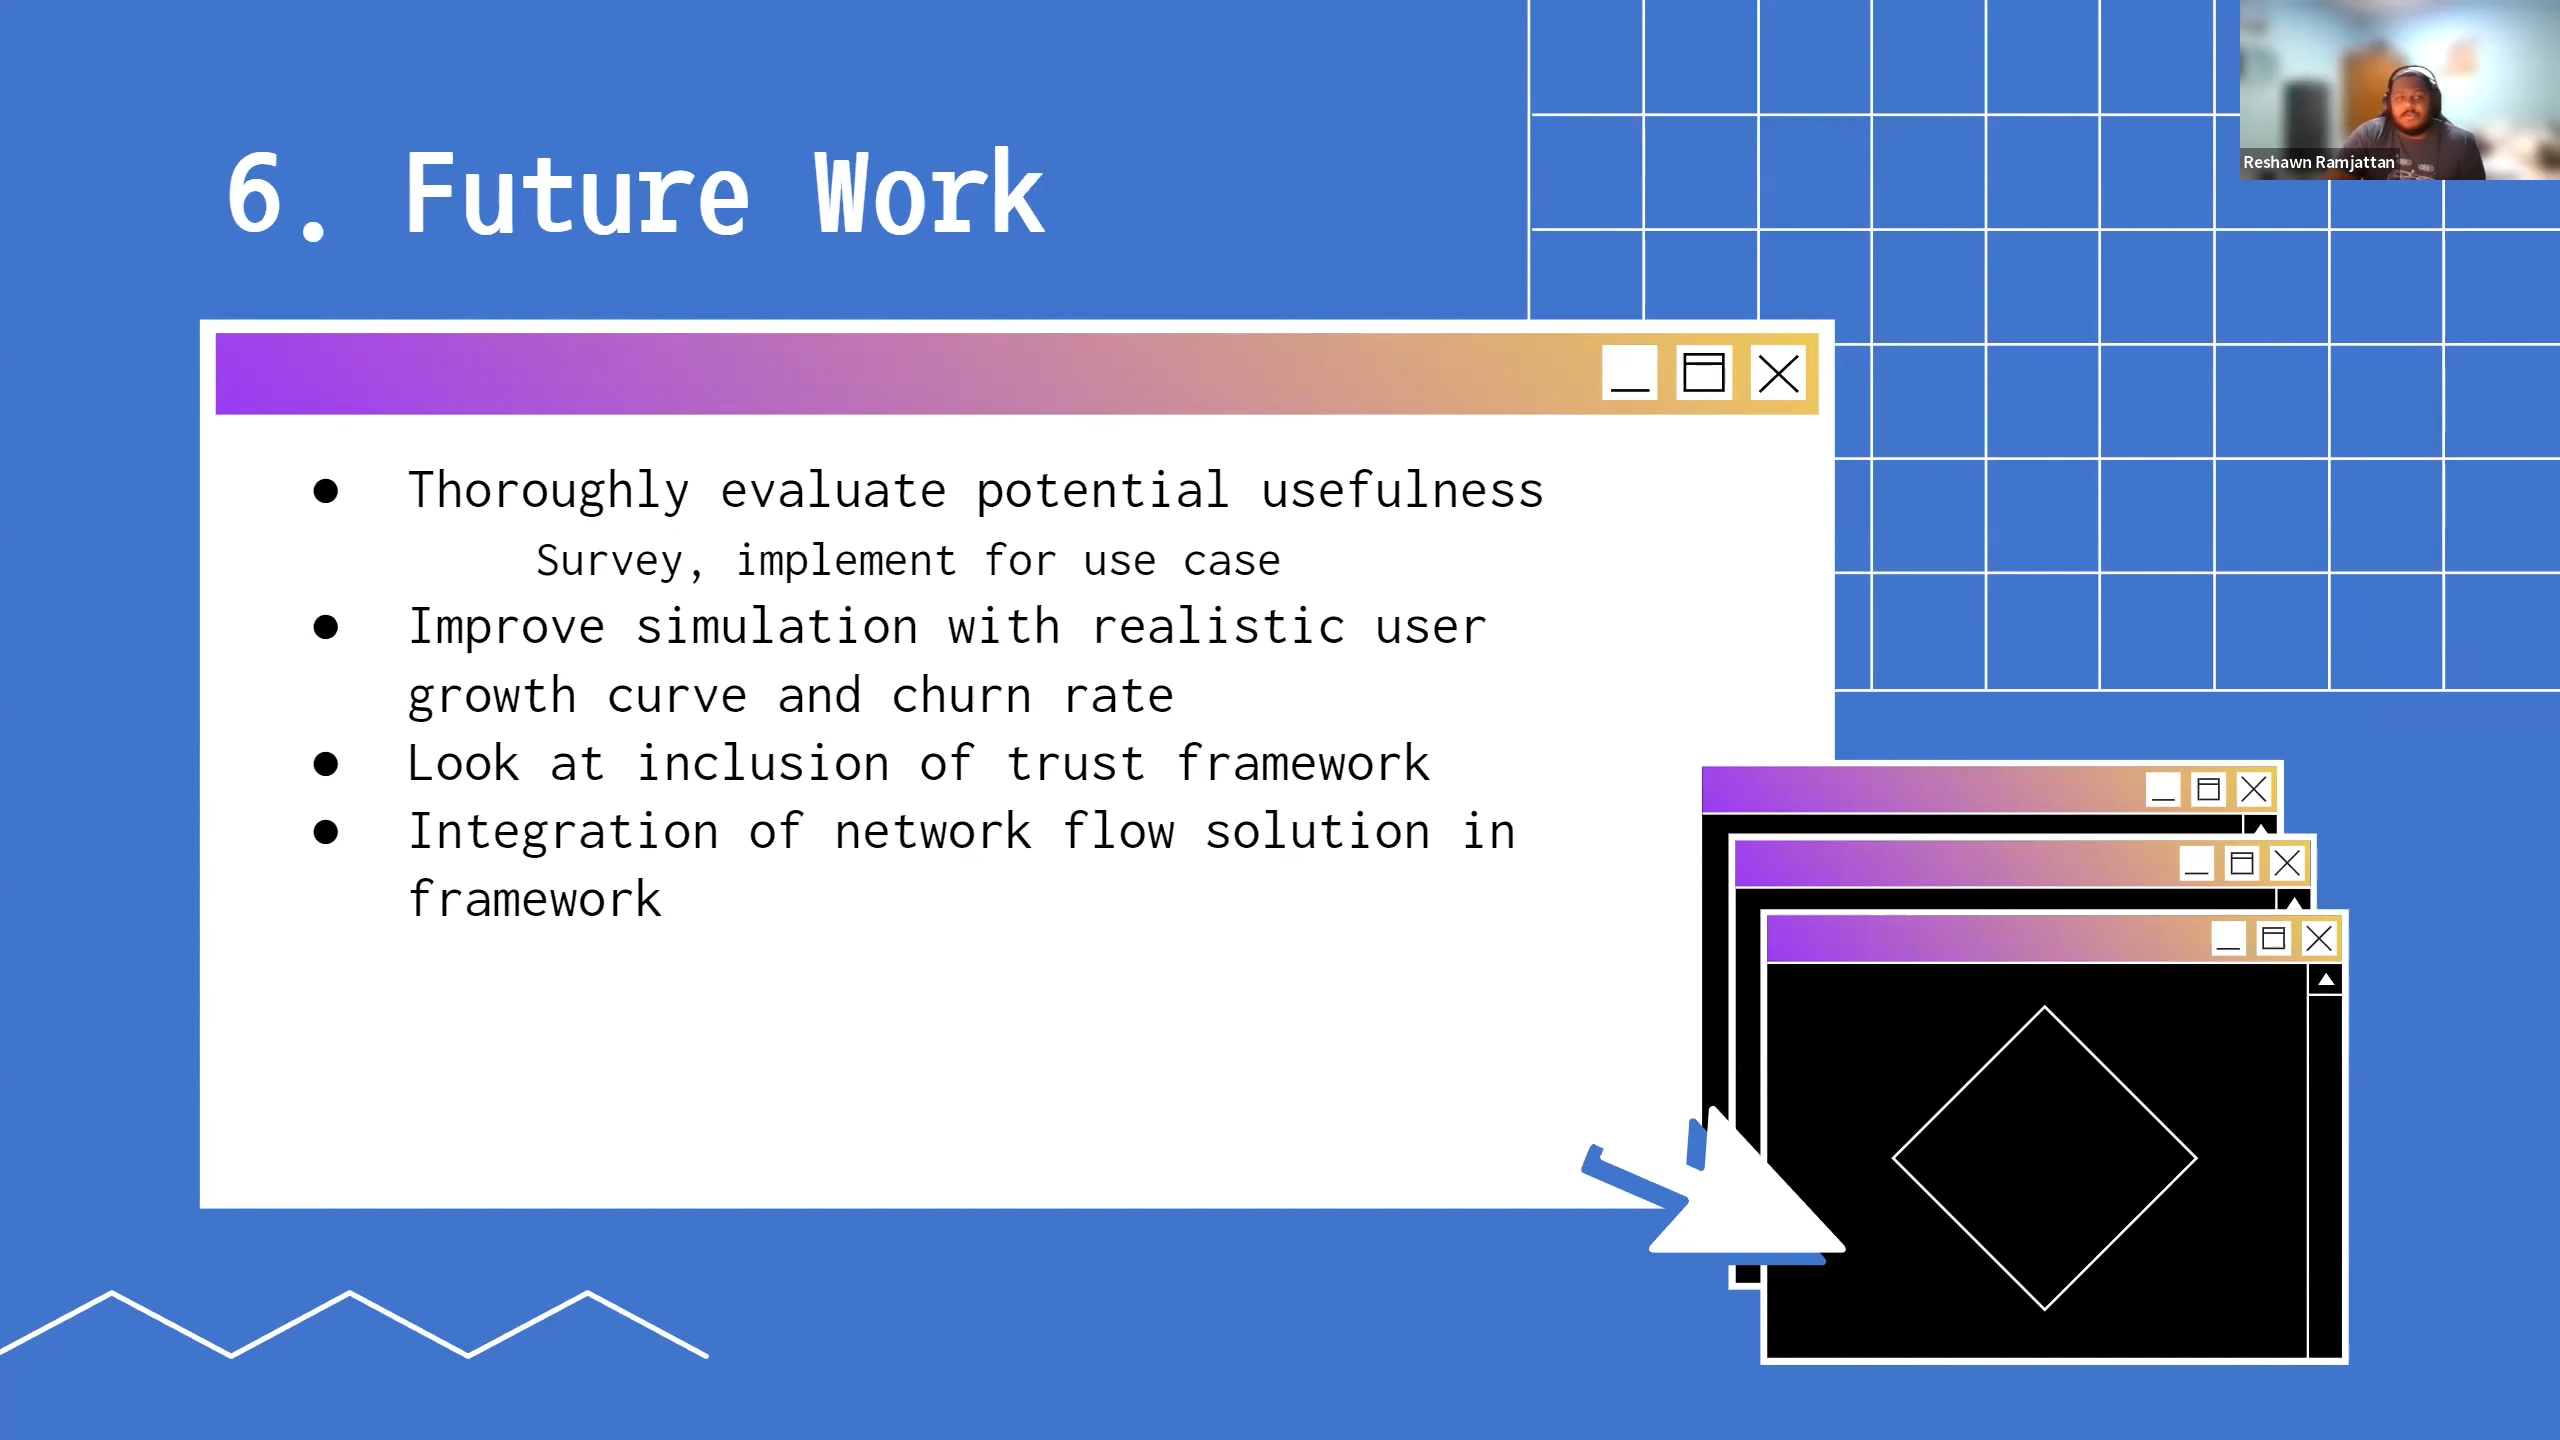 6. Future Work
Reshawn Ramjattan
● Thoroughly evaluate potential usefulness
Survey, implement for use case
● Improve simulation with realistic user
growth curve and churn rate
● Look at inclusion of trust framework
● Integration of network flow solution in
framework